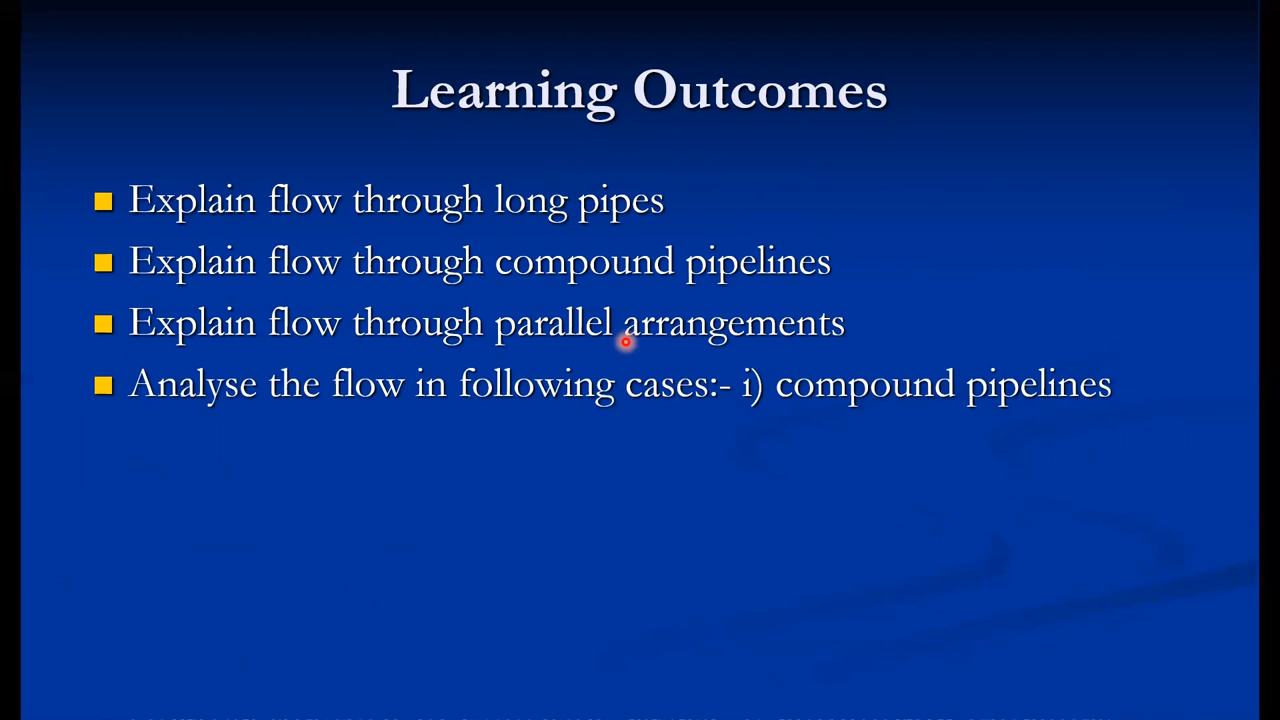 Learning Outcomes
Explain flow through long pipes
Explain flow through compound pipelines
Explain flow through parallel arrangements
Analyse the flow in following cases:- i) compound pipelines